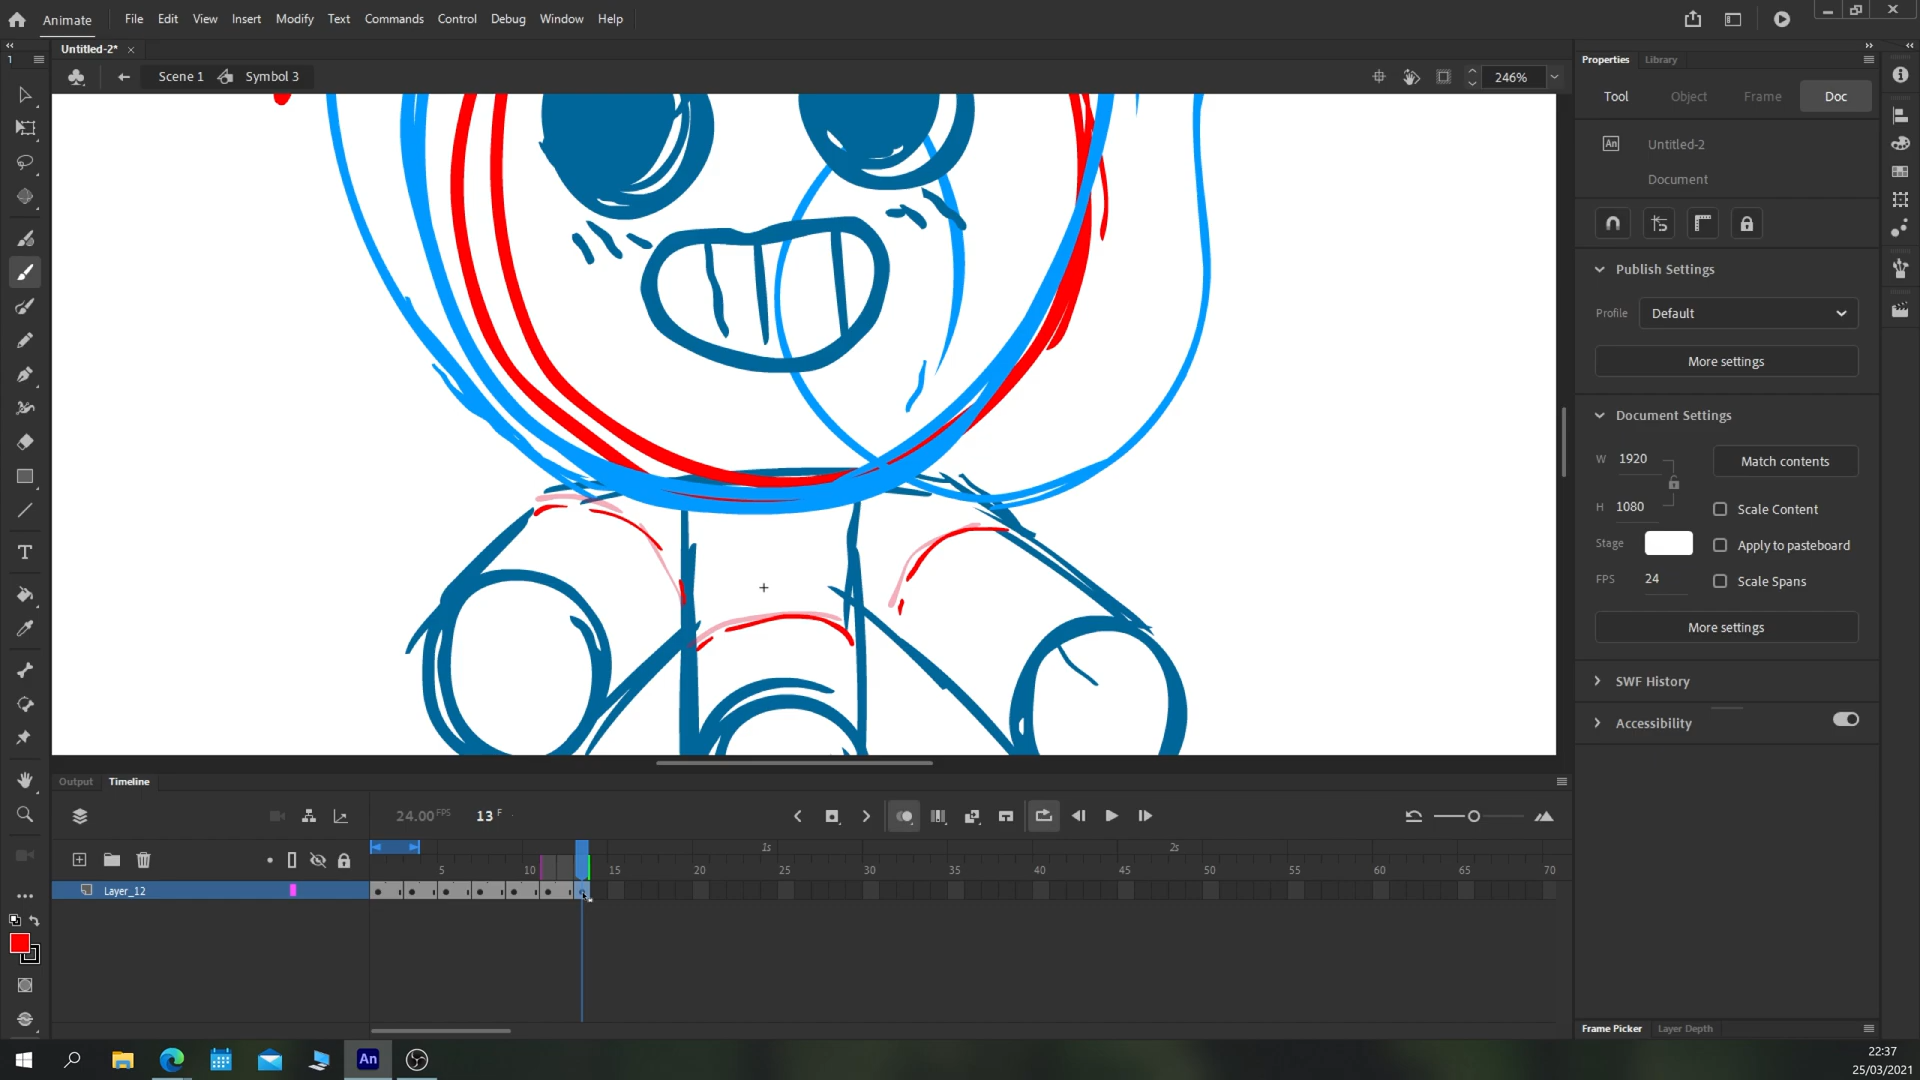 Animate File Edit View Insert Modify Text Commands Control Debug Window Help
1 Untitled-2* Properties Library
Scene 1 Symbol 3 246%
Tool Object Frame Doc
An Untitled-2
Document
Publish Settings
Profile Default
More settings
Document Settings
W 1920 Match contents
H 1080 Scale Content
Stage Apply to pasteboard
FPS 24 Scale Spans
More settings
SWF History
Accessibility
Output Timeline
24.00 FPS 13 F
1s 2s
5 10 15 20 25 30 35 40 45 50 55 60 65 70
Layer_12
Frame Picker Layer Depth
An
22:37
25/03/2021